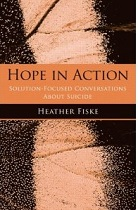 HOPE IN ACTION
SOLUTION-FOCUSED CONVERSATIONS
ABOUT SUICIDE
HEATHER FISKE